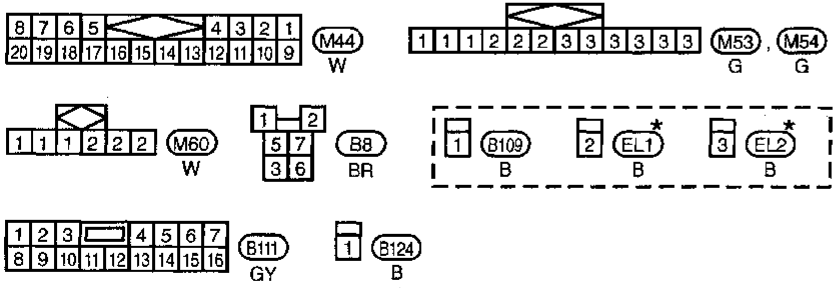 8 7 6 5 4 3 2 1
20 19 18 17 16 15 14 13 12 11 10 9
M44
W
1 1 1 2 2 2 3 3 3 3 3 3
M53 , M54
G G
1 1 1 2 2 2
M60
W
1 2
5 7
3 6
B8
BR
1 B109
B
2 EL1 *
B
3 EL2 *
B
1 2 3 4 5 6 7
8 9 10 11 12 13 14 15 16
B111
GY
1 B124
B